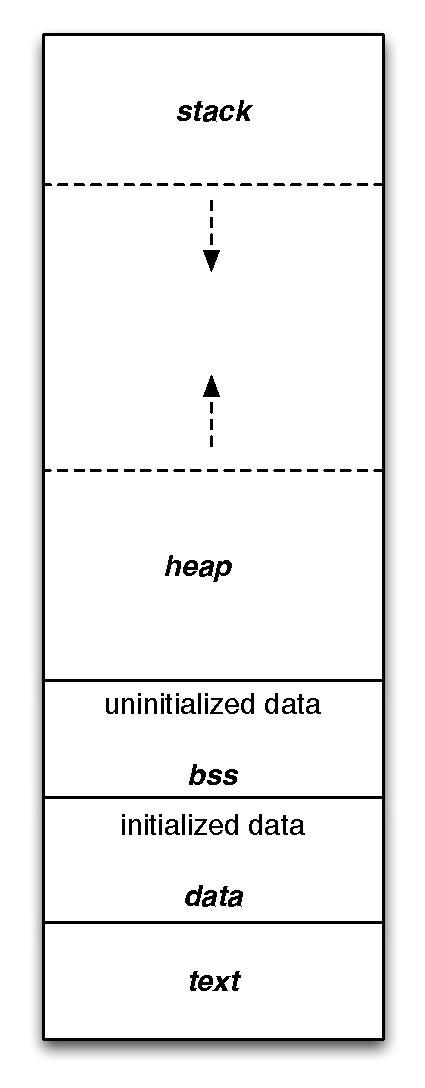 stack
heap
uninitialized data
bss
initialized data
data
text